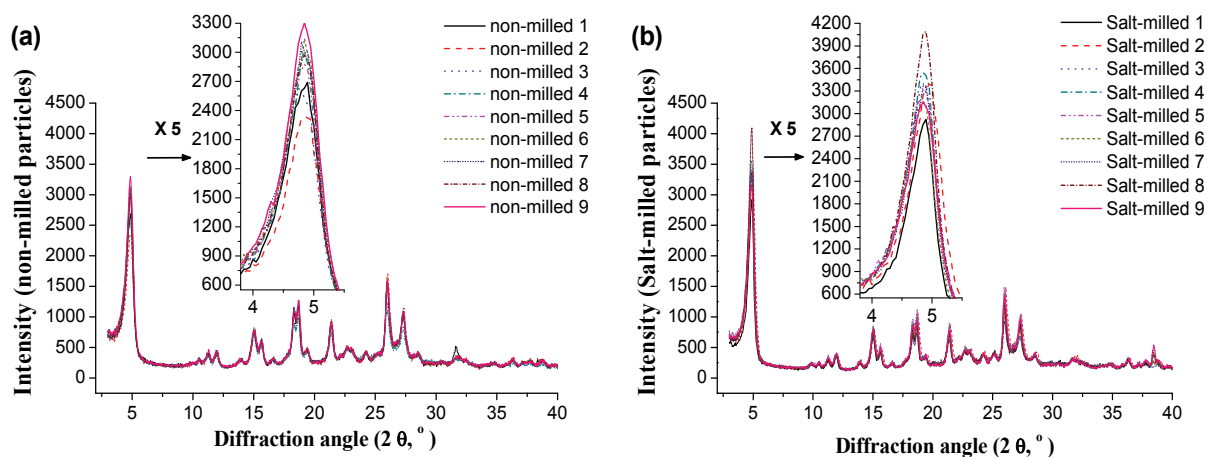 (a)
Intensity (non-milled particles)
4500
4000
3500
3000
2500
2000
1500
1000
500
0
X 5
3300
3000
2700
2400
2100
1800
1500
1200
900
600
4 5
non-milled 1
non-milled 2
non-milled 3
non-milled 4
non-milled 5
non-milled 6
non-milled 7
non-milled 8
non-milled 9
5 10 15 20 25 30 35 40
Diffraction angle (2 θ, °)
(b)
Intensity (Salt-milled particles)
4500
4000
3500
3000
2500
2000
1500
1000
500
0
X 5
4200
3900
3600
3300
3000
2700
2400
2100
1800
1500
1200
900
600
4 5
Salt-milled 1
Salt-milled 2
Salt-milled 3
Salt-milled 4
Salt-milled 5
Salt-milled 6
Salt-milled 7
Salt-milled 8
Salt-milled 9
5 10 15 20 25 30 35 40
Diffraction angle (2 θ, °)